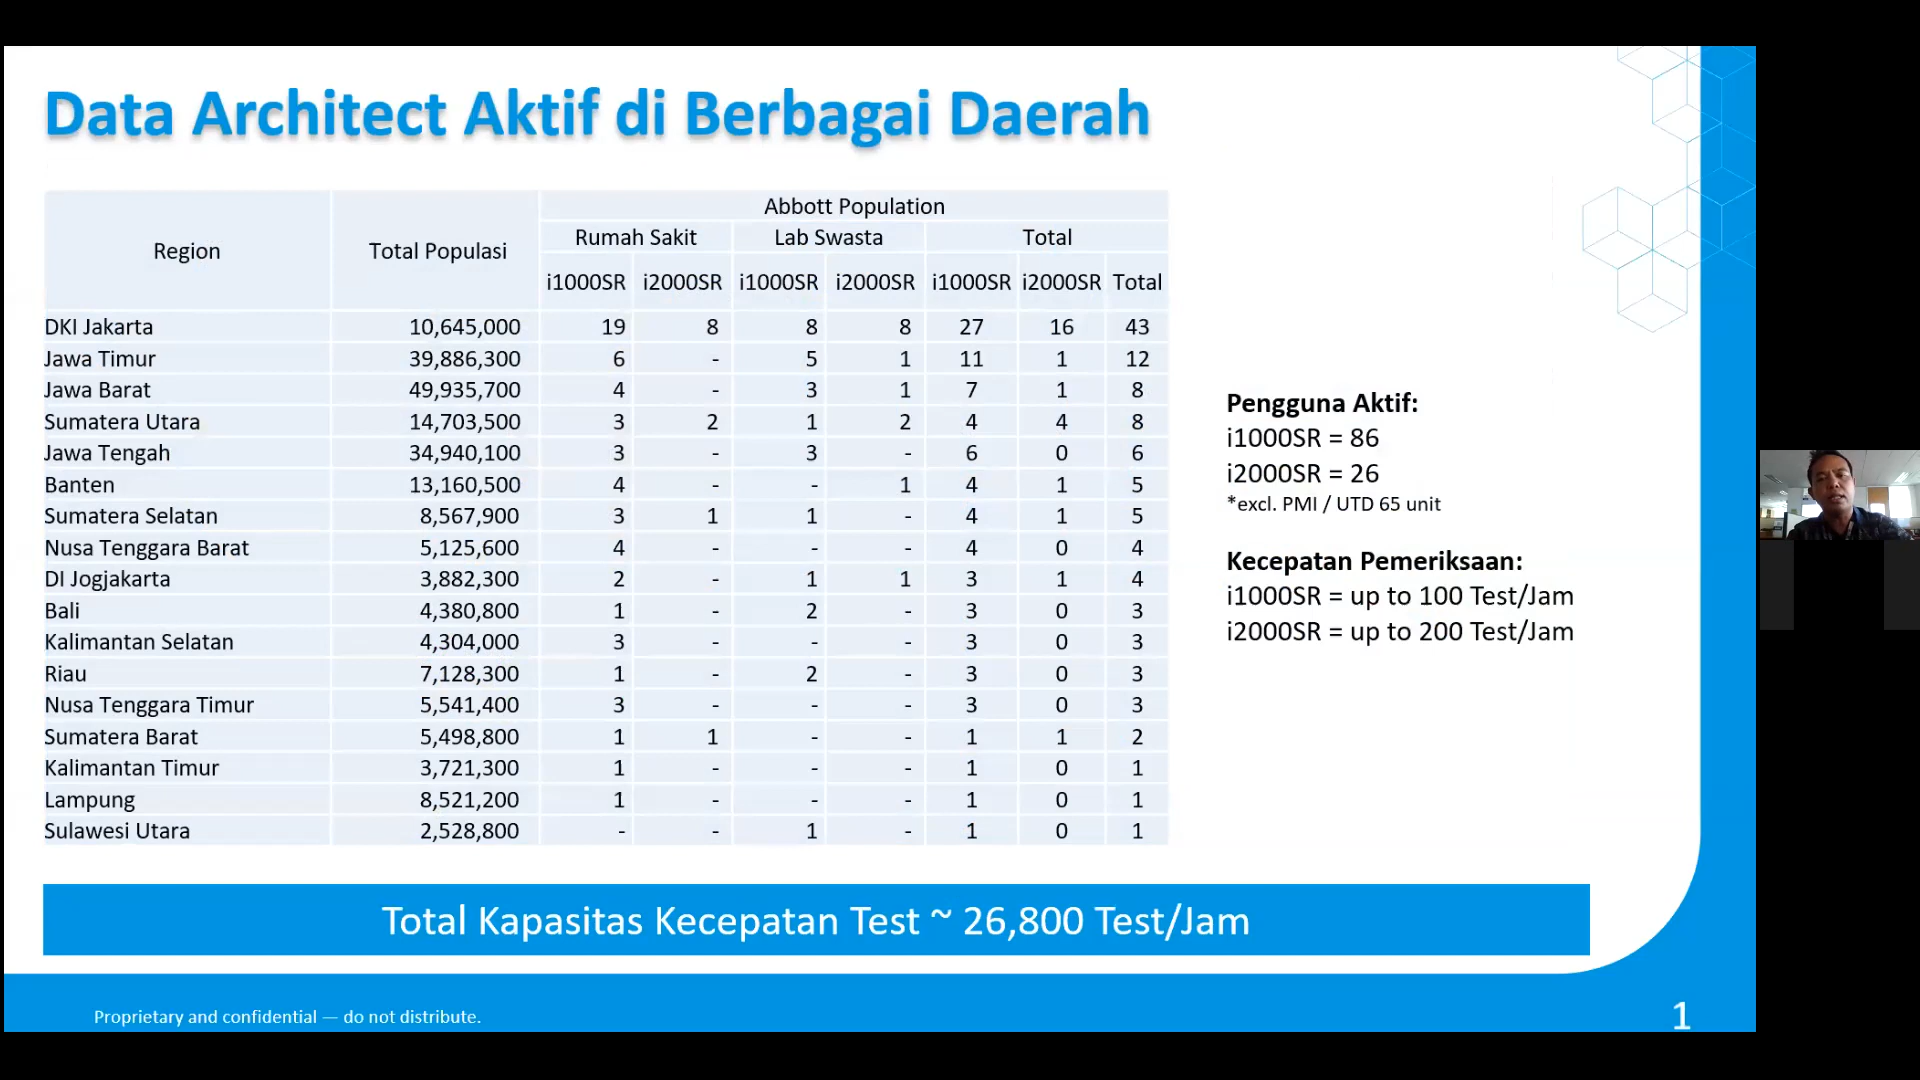 Data Architect Aktif di Berbagai Daerah
Region Total Populasi Abbott Population
Rumah Sakit Lab Swasta Total
i1000SR i2000SR i1000SR i2000SR i1000SR i2000SR Total
DKI Jakarta 10,645,000 19 8 8 8 27 16 43
Jawa Timur 39,886,300 6 - 5 1 11 1 12
Jawa Barat 49,935,700 4 - 3 1 7 1 8
Sumatera Utara 14,703,500 3 2 1 2 4 4 8
Jawa Tengah 34,940,100 3 - 3 - 6 0 6
Banten 13,160,500 4 - - 1 4 1 5
Sumatera Selatan 8,567,900 3 1 1 - 4 1 5
Nusa Tenggara Barat 5,125,600 4 - - - 4 0 4
DI Jogjakarta 3,882,300 2 - 1 1 3 1 4
Bali 4,380,800 1 - 2 - 3 0 3
Kalimantan Selatan 4,304,000 3 - - - 3 0 3
Riau 7,128,300 1 - 2 - 3 0 3
Nusa Tenggara Timur 5,541,400 3 - - - 3 0 3
Sumatera Barat 5,498,800 1 1 - - 1 1 2
Kalimantan Timur 3,721,300 1 - - - 1 0 1
Lampung 8,521,200 1 - - - 1 0 1
Sulawesi Utara 2,528,800 - - 1 - 1 0 1
Pengguna Aktif:
i1000SR = 86
i2000SR = 26
*excl. PMI / UTD 65 unit
Kecepatan Pemeriksaan:
i1000SR = up to 100 Test/Jam
i2000SR = up to 200 Test/Jam
Total Kapasitas Kecepatan Test ~ 26,800 Test/Jam
Proprietary and confidential — do not distribute.
1